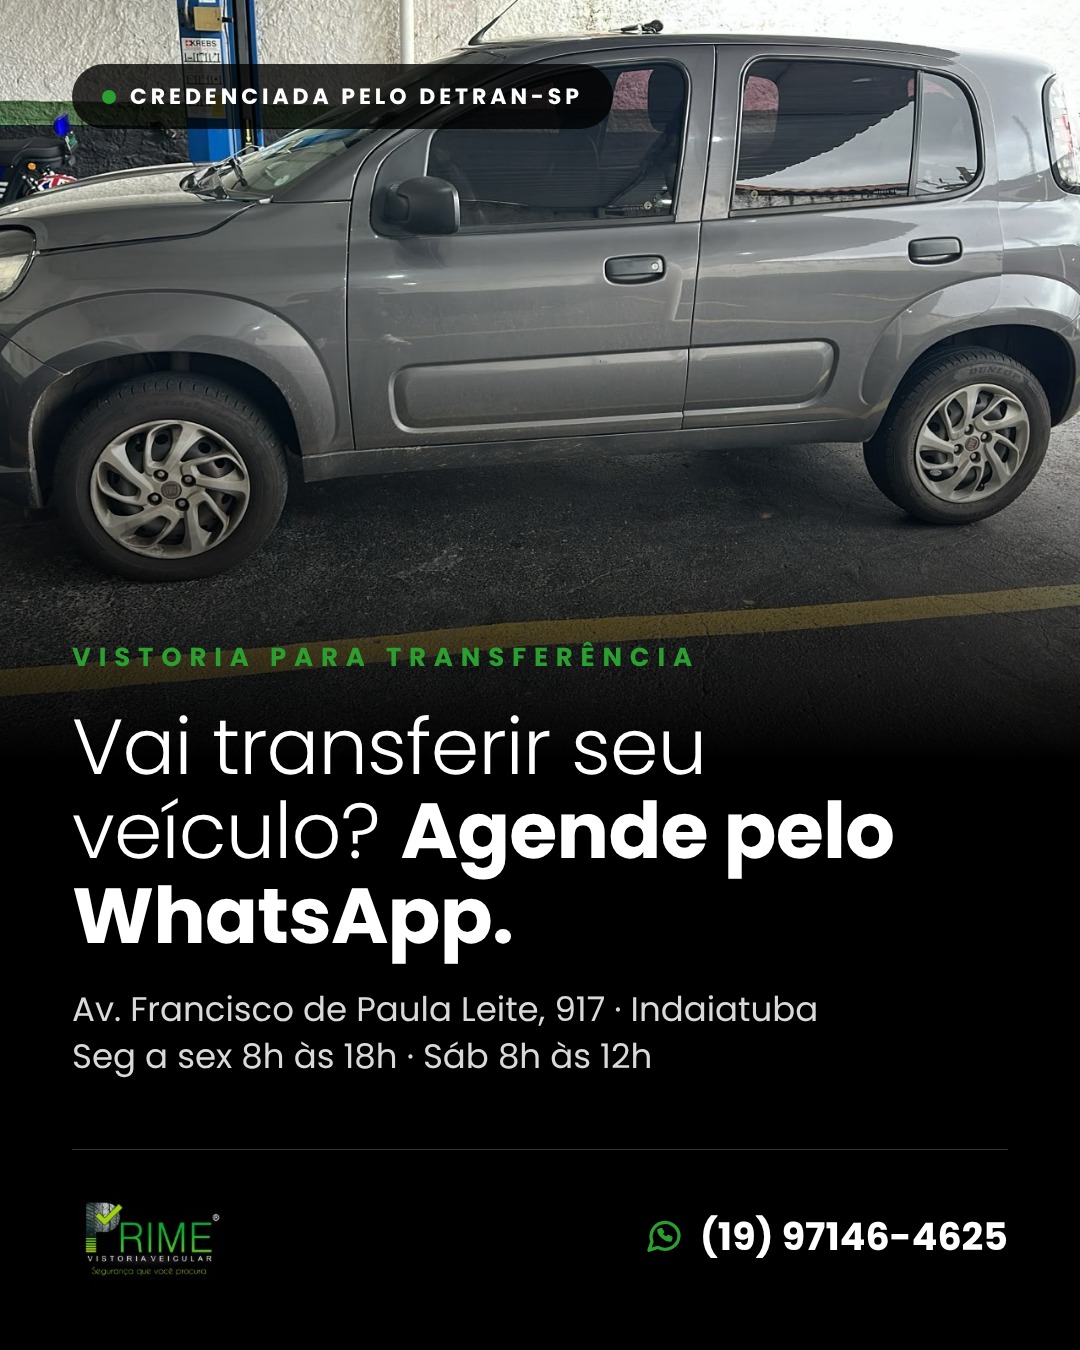 KREBS
CREDENCIADA PELO DETRAN-SP
DUNLOP
VISTORIA PARA TRANSFERÊNCIA
Vai transferir seu
veículo? Agende pelo
WhatsApp.
Av. Francisco de Paula Leite, 917 · Indaiatuba
Seg a sex 8h às 18h · Sáb 8h às 12h
PRIME®
VISTORIA VEICULAR
Segurança que você procura
(19) 97146-4625